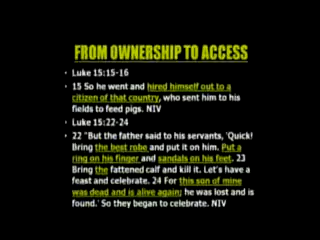 FROM OWNERSHIP TO ACCESS
• Luke 15:15-16
• 15 So he went and hired himself out to a
citizen of that country, who sent him to his
fields to feed pigs. NIV
• Luke 15:22-24
• 22 "But the father said to his servants, 'Quick!
Bring the best robe and put it on him. Put a
ring on his finger and sandals on his feet. 23
Bring the fattened calf and kill it. Let's have a
feast and celebrate. 24 For this son of mine
was dead and is alive again; he was lost and is
found.' So they began to celebrate. NIV